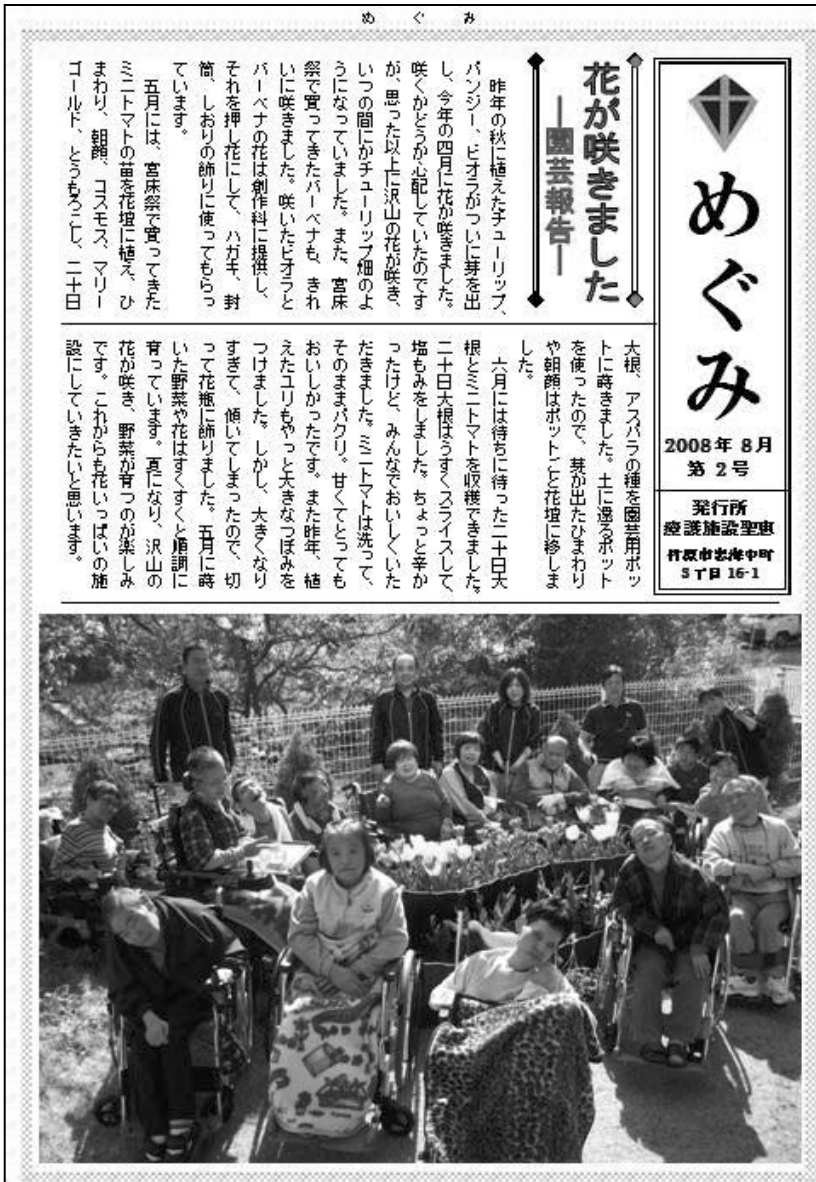 めぐみ
めぐみ
2008年8月
第2号
発行所
療護施設聖恵
竹原市忠海中町
5丁目16-1
花が咲きました
―園芸報告―
昨年の秋に植えたチューリップ、
パンジー、ビオラがついに芽を出
し、今年の四月に花が咲きました。
咲くかどうか心配していたのです
が、思った以上に沢山の花が咲き、
いつの間にかチューリップ畑のよ
うになっていました。また、宮床
祭で買ってきたバーベナも、きれ
いに咲きました。咲いたビオラと
バーベナの花は創作科に提供し、
それを押し花にして、ハガキ、封
筒、しおりの飾りに使ってもらっ
ています。
五月には、宮床祭で買ってきた
ミニトマトの苗を花壇に植え、ひ
まわり、朝顔、コスモス、マリー
ゴールド、とうもろこし、二十日
大根、アスパラの種を園芸用ポッ
トに蒔きました。土に還るポット
を使ったので、芽が出たひまわり
や朝顔はポットごと花壇に移しま
した。
六月には待ちに待った二十日大
根とミニトマトを収穫できました。
二十日大根はうすくスライスして、
塩もみをしました。ちょっと辛か
ったけど、みんなでおいしくいた
だきました。ミニトマトは洗って、
そのままパクリ。甘くてとっても
おいしかったです。また昨年、植
えたユリもやっと大きなつぼみを
つけました。しかし、大きくなり
すぎて、傾いてしまったので、切
って花瓶に飾りました。五月に蒔
いた野菜や花はすくすくと順調に
育っています。夏になり、沢山の
花が咲き、野菜が育つのが楽しみ
です。これからも花いっぱいの施
設にしていきたいと思います。